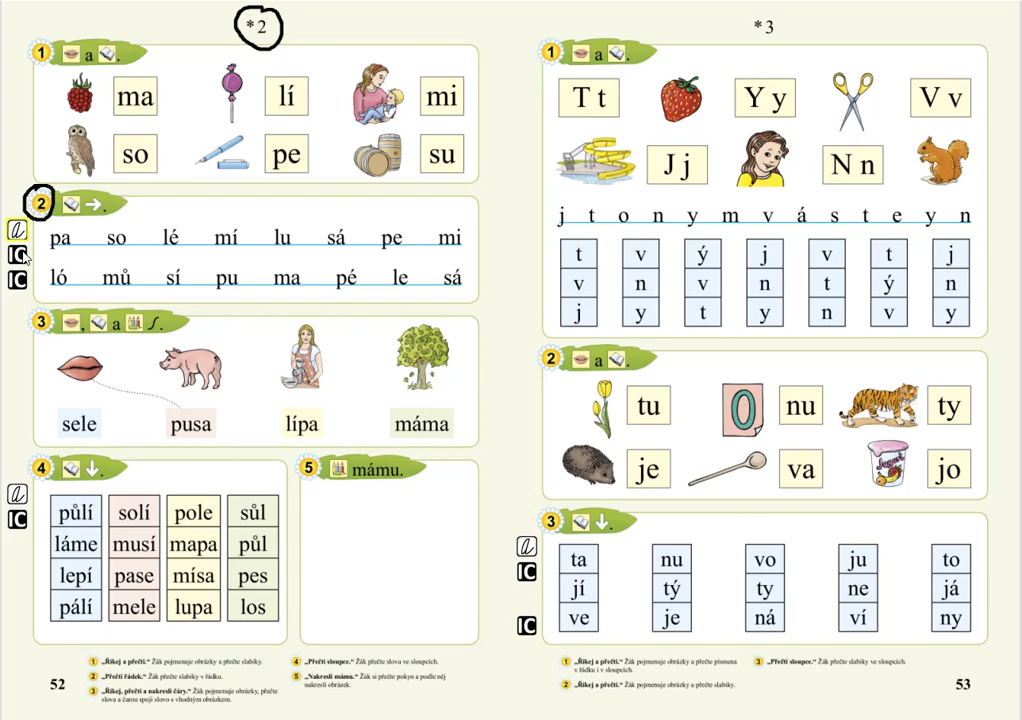 *2
1 a .
ma lí mi
so pe su
2 .
pa so lé mí lu sá pe mi
ló mů sí pu ma pé le sá
3 , a .
sele pusa lípa máma
4 .
půlí solí pole sůl
láme musí mapa půl
lepí pase mísa pes
pálí mele lupa los
5 mámu.
1 „Říkej a přečti.“ Žák pojmenuje obrázky a přečte slabiky.
2 „Přečti řádek.“ Žák přečte slabiky v řádku.
3 „Říkej, přečti a nakresli čáry.“ Žák pojmenuje obrázky, přečte
slova a čarou spojí slovo s vhodným obrázkem.
4 „Přečti sloupce.“ Žák přečte slova ve sloupcích.
5 „Nakresli mámu.“ Žák si přečte pokyn a podle něj
nakreslí obrázek.
52
*3
1 a .
T t Y y V v
J j N n
j t o n y m v á s t e y n
t v ý j v t j
v n v n t ý n
j y t y n v y
2 a .
tu O nu ty
je va Jogurt jo
3 .
ta nu vo ju to
jí tý ty ne já
ve je ná ví ny
1 „Říkej a přečti.“ Žák pojmenuje obrázky a přečte písmena
v řádku i v sloupcích.
2 „Říkej a přečti.“ Žák pojmenuje obrázky a přečte slabiky.
3 „Přečti sloupce.“ Žák přečte slabiky ve sloupcích.
53